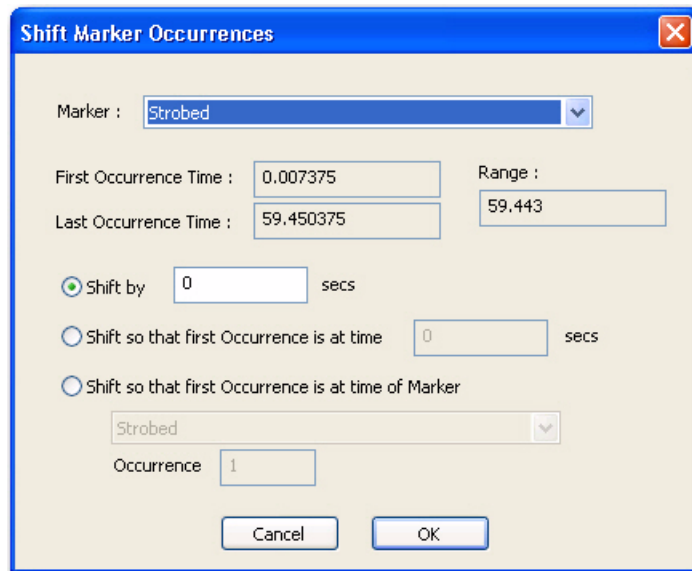 Shift Marker Occurrences
Marker :
Strobed
First Occurrence Time :
0.007375
Range :
Last Occurrence Time :
59.450375
59.443
Shift by
0
secs
Shift so that first Occurrence is at time
0
secs
Shift so that first Occurrence is at time of Marker
Strobed
Occurrence
1
Cancel
OK